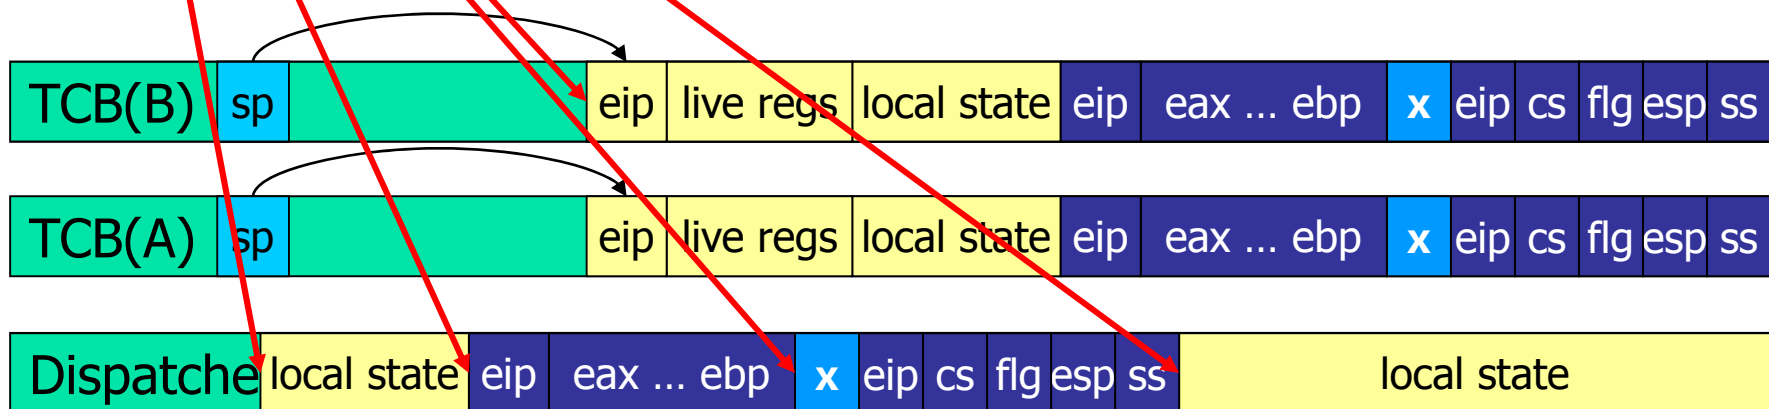 TCB(B) sp eip live regs local state eip eax ... ebp x eip cs flg esp ss
TCB(A) sp eip live regs local state eip eax ... ebp x eip cs flg esp ss
Dispatche local state eip eax ... ebp x eip cs flg esp ss local state